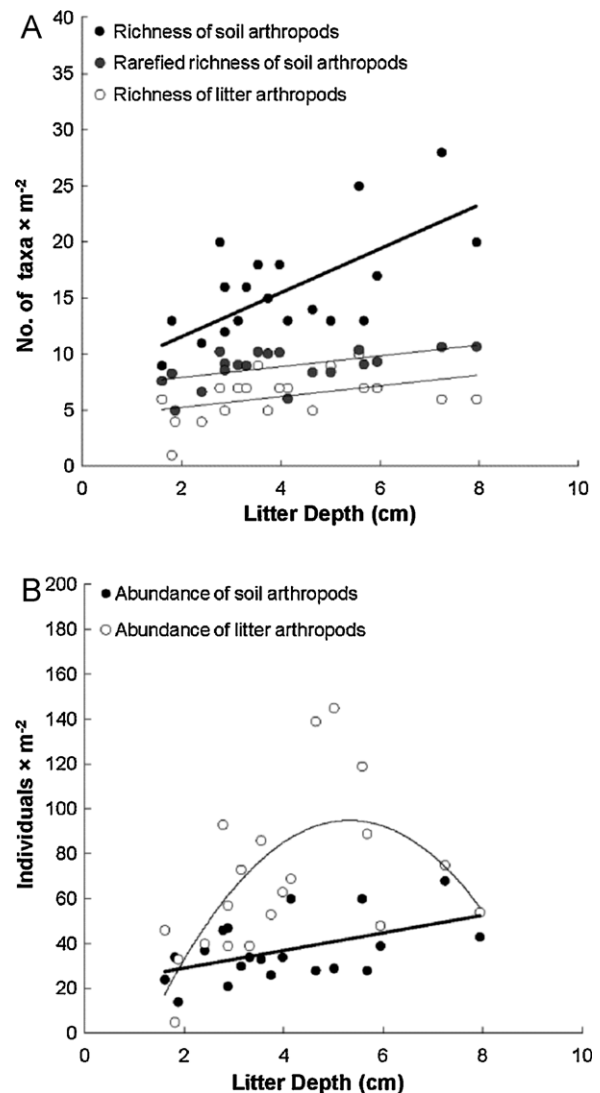 A
Richness of soil arthropods
Rarefied richness of soil arthropods
Richness of litter arthropods
40
35
30
25
20
15
10
5
0
No. of taxa × m⁻²
0 2 4 6 8 10
Litter Depth (cm)
B
Abundance of soil arthropods
Abundance of litter arthropods
200
180
160
140
120
100
80
60
40
20
0
Individuals × m⁻²
0 2 4 6 8 10
Litter Depth (cm)